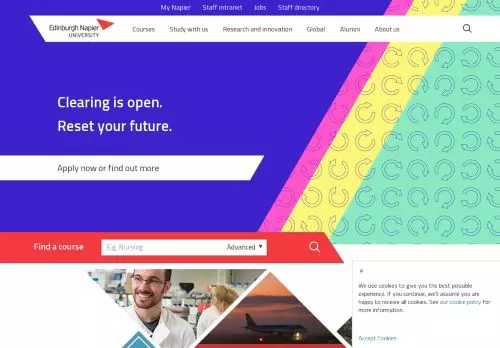 My Napier Staff intranet Jobs Staff directory
Edinburgh Napier
UNIVERSITY
Courses Study with us Research and innovation Global Alumni About us
Clearing is open.
Reset your future.
Apply now or find out more
Find a course E.g. Nursing Advanced
x
We use cookies to give you the best possible
experience. If you continue, we'll assume you are
happy to receive all cookies. See our cookie policy for
more information.
Accept Cookies